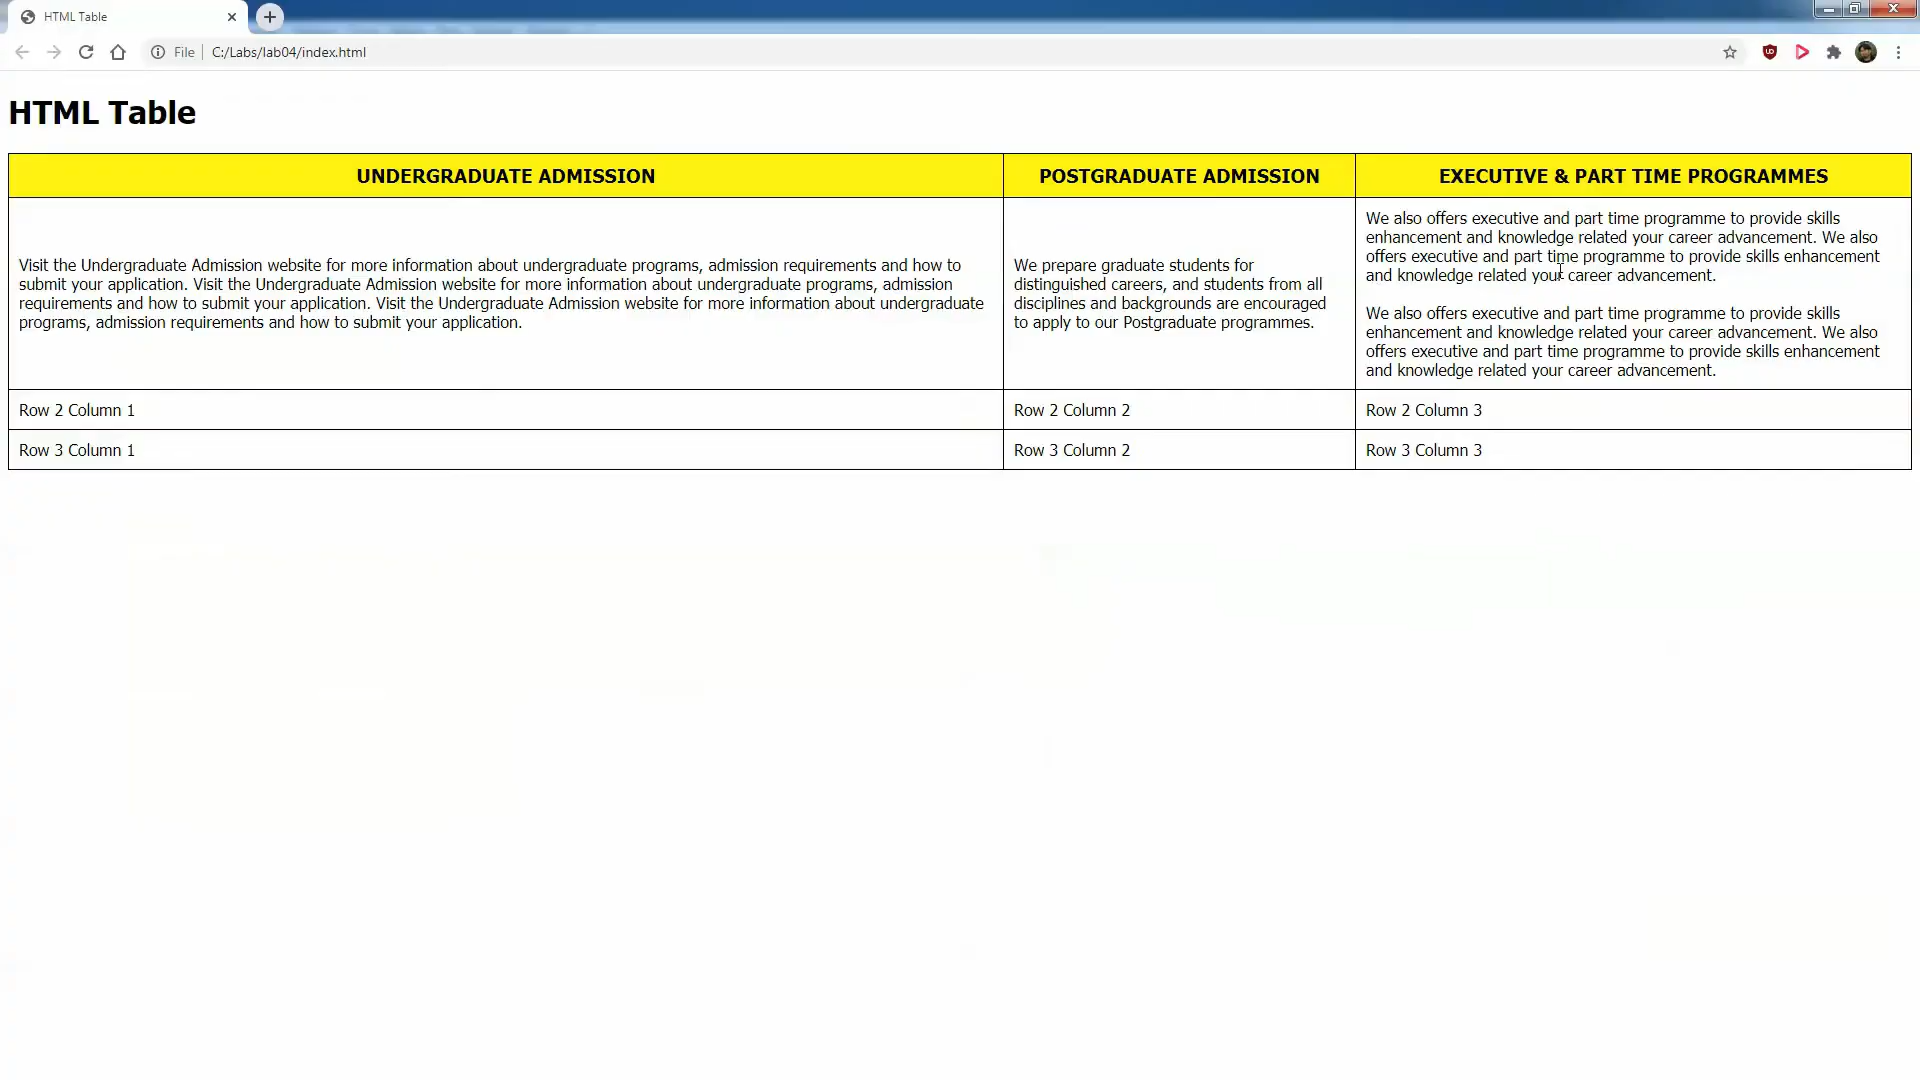 HTML Table
File
C:/Labs/lab04/index.html
HTML Table
UNDERGRADUATE ADMISSION
POSTGRADUATE ADMISSION
EXECUTIVE & PART TIME PROGRAMMES
Visit the Undergraduate Admission website for more information about undergraduate programs, admission requirements and how to
submit your application. Visit the Undergraduate Admission website for more information about undergraduate programs, admission
requirements and how to submit your application. Visit the Undergraduate Admission website for more information about undergraduate
programs, admission requirements and how to submit your application.
We prepare graduate students for
distinguished careers, and students from all
disciplines and backgrounds are encouraged
to apply to our Postgraduate programmes.
We also offers executive and part time programme to provide skills
enhancement and knowledge related your career advancement. We also
offers executive and part time programme to provide skills enhancement
and knowledge related your career advancement.
We also offers executive and part time programme to provide skills
enhancement and knowledge related your career advancement. We also
offers executive and part time programme to provide skills enhancement
and knowledge related your career advancement.
Row 2 Column 1
Row 2 Column 2
Row 2 Column 3
Row 3 Column 1
Row 3 Column 2
Row 3 Column 3